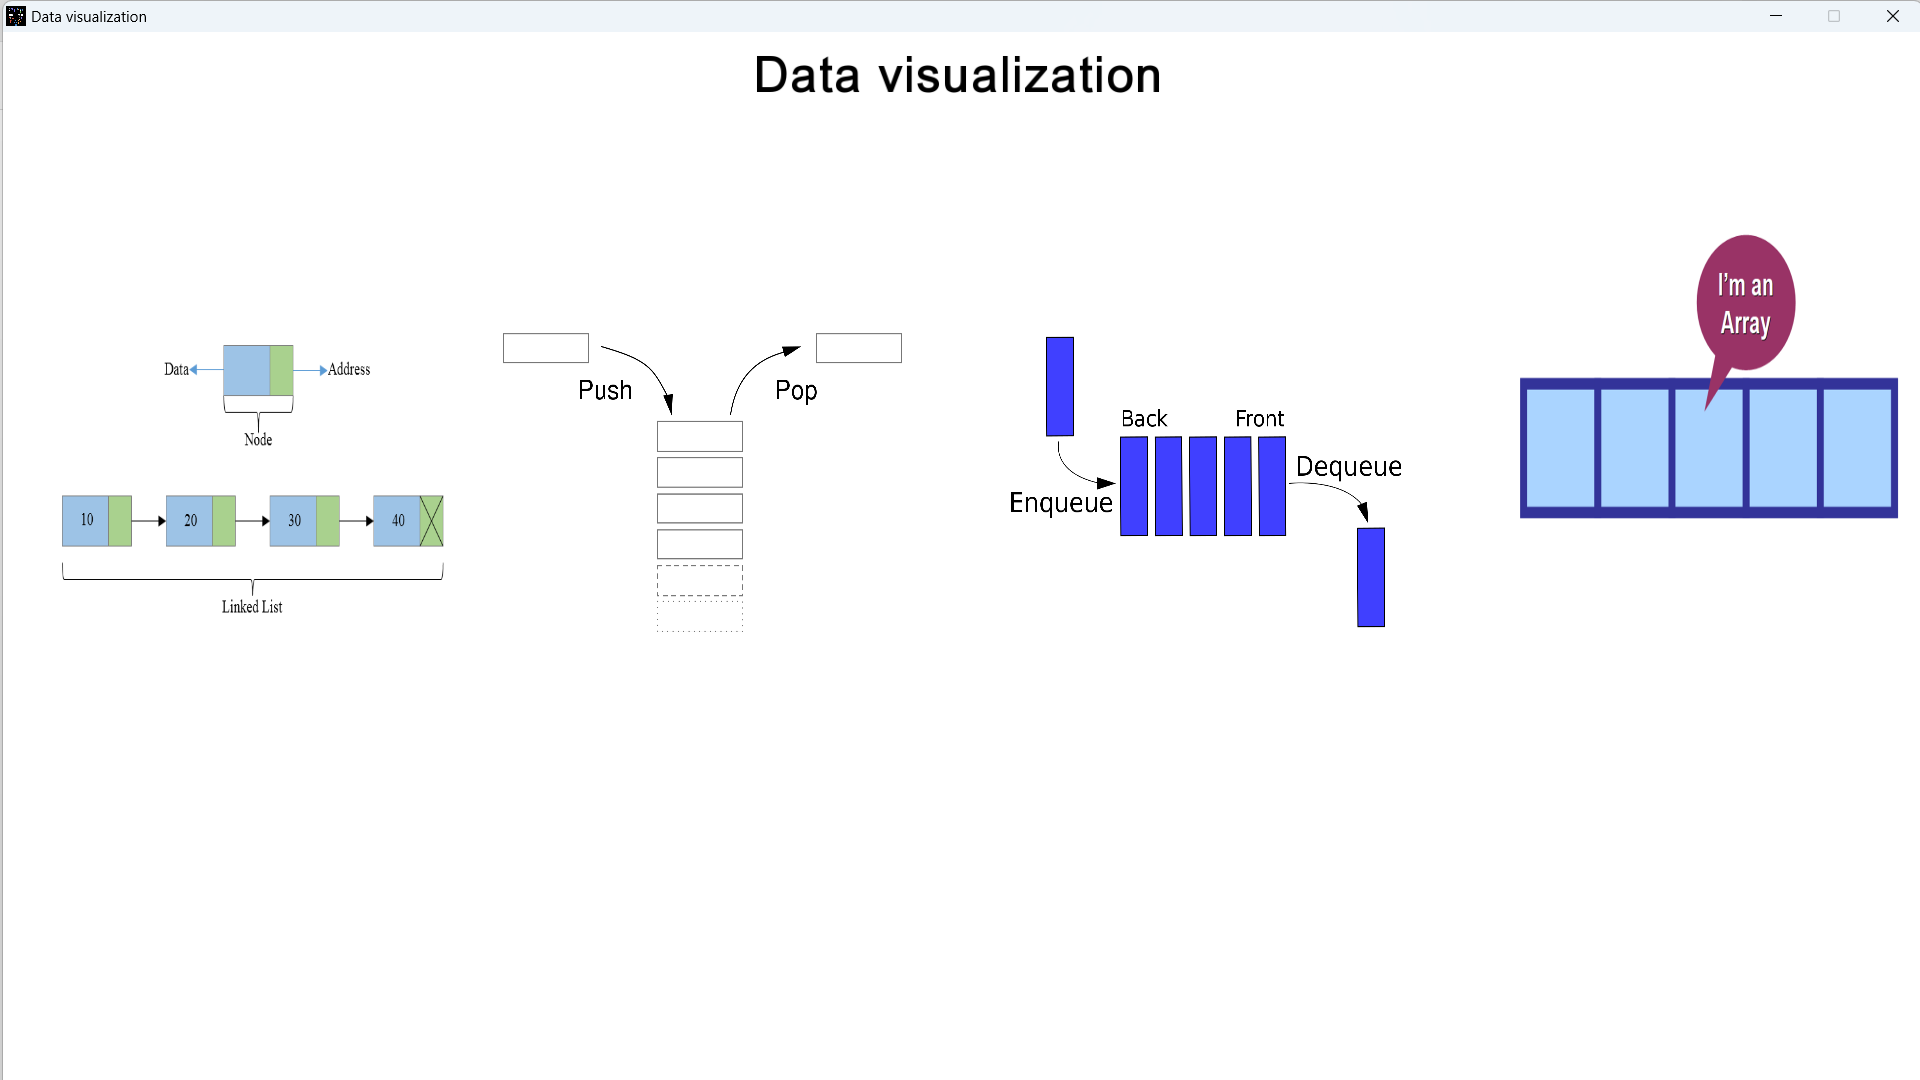 Data visualization
Data visualization
Data
Address
Node
10
20
30
40
Linked List
Push
Pop
Back
Front
Enqueue
Dequeue
I'm an
Array